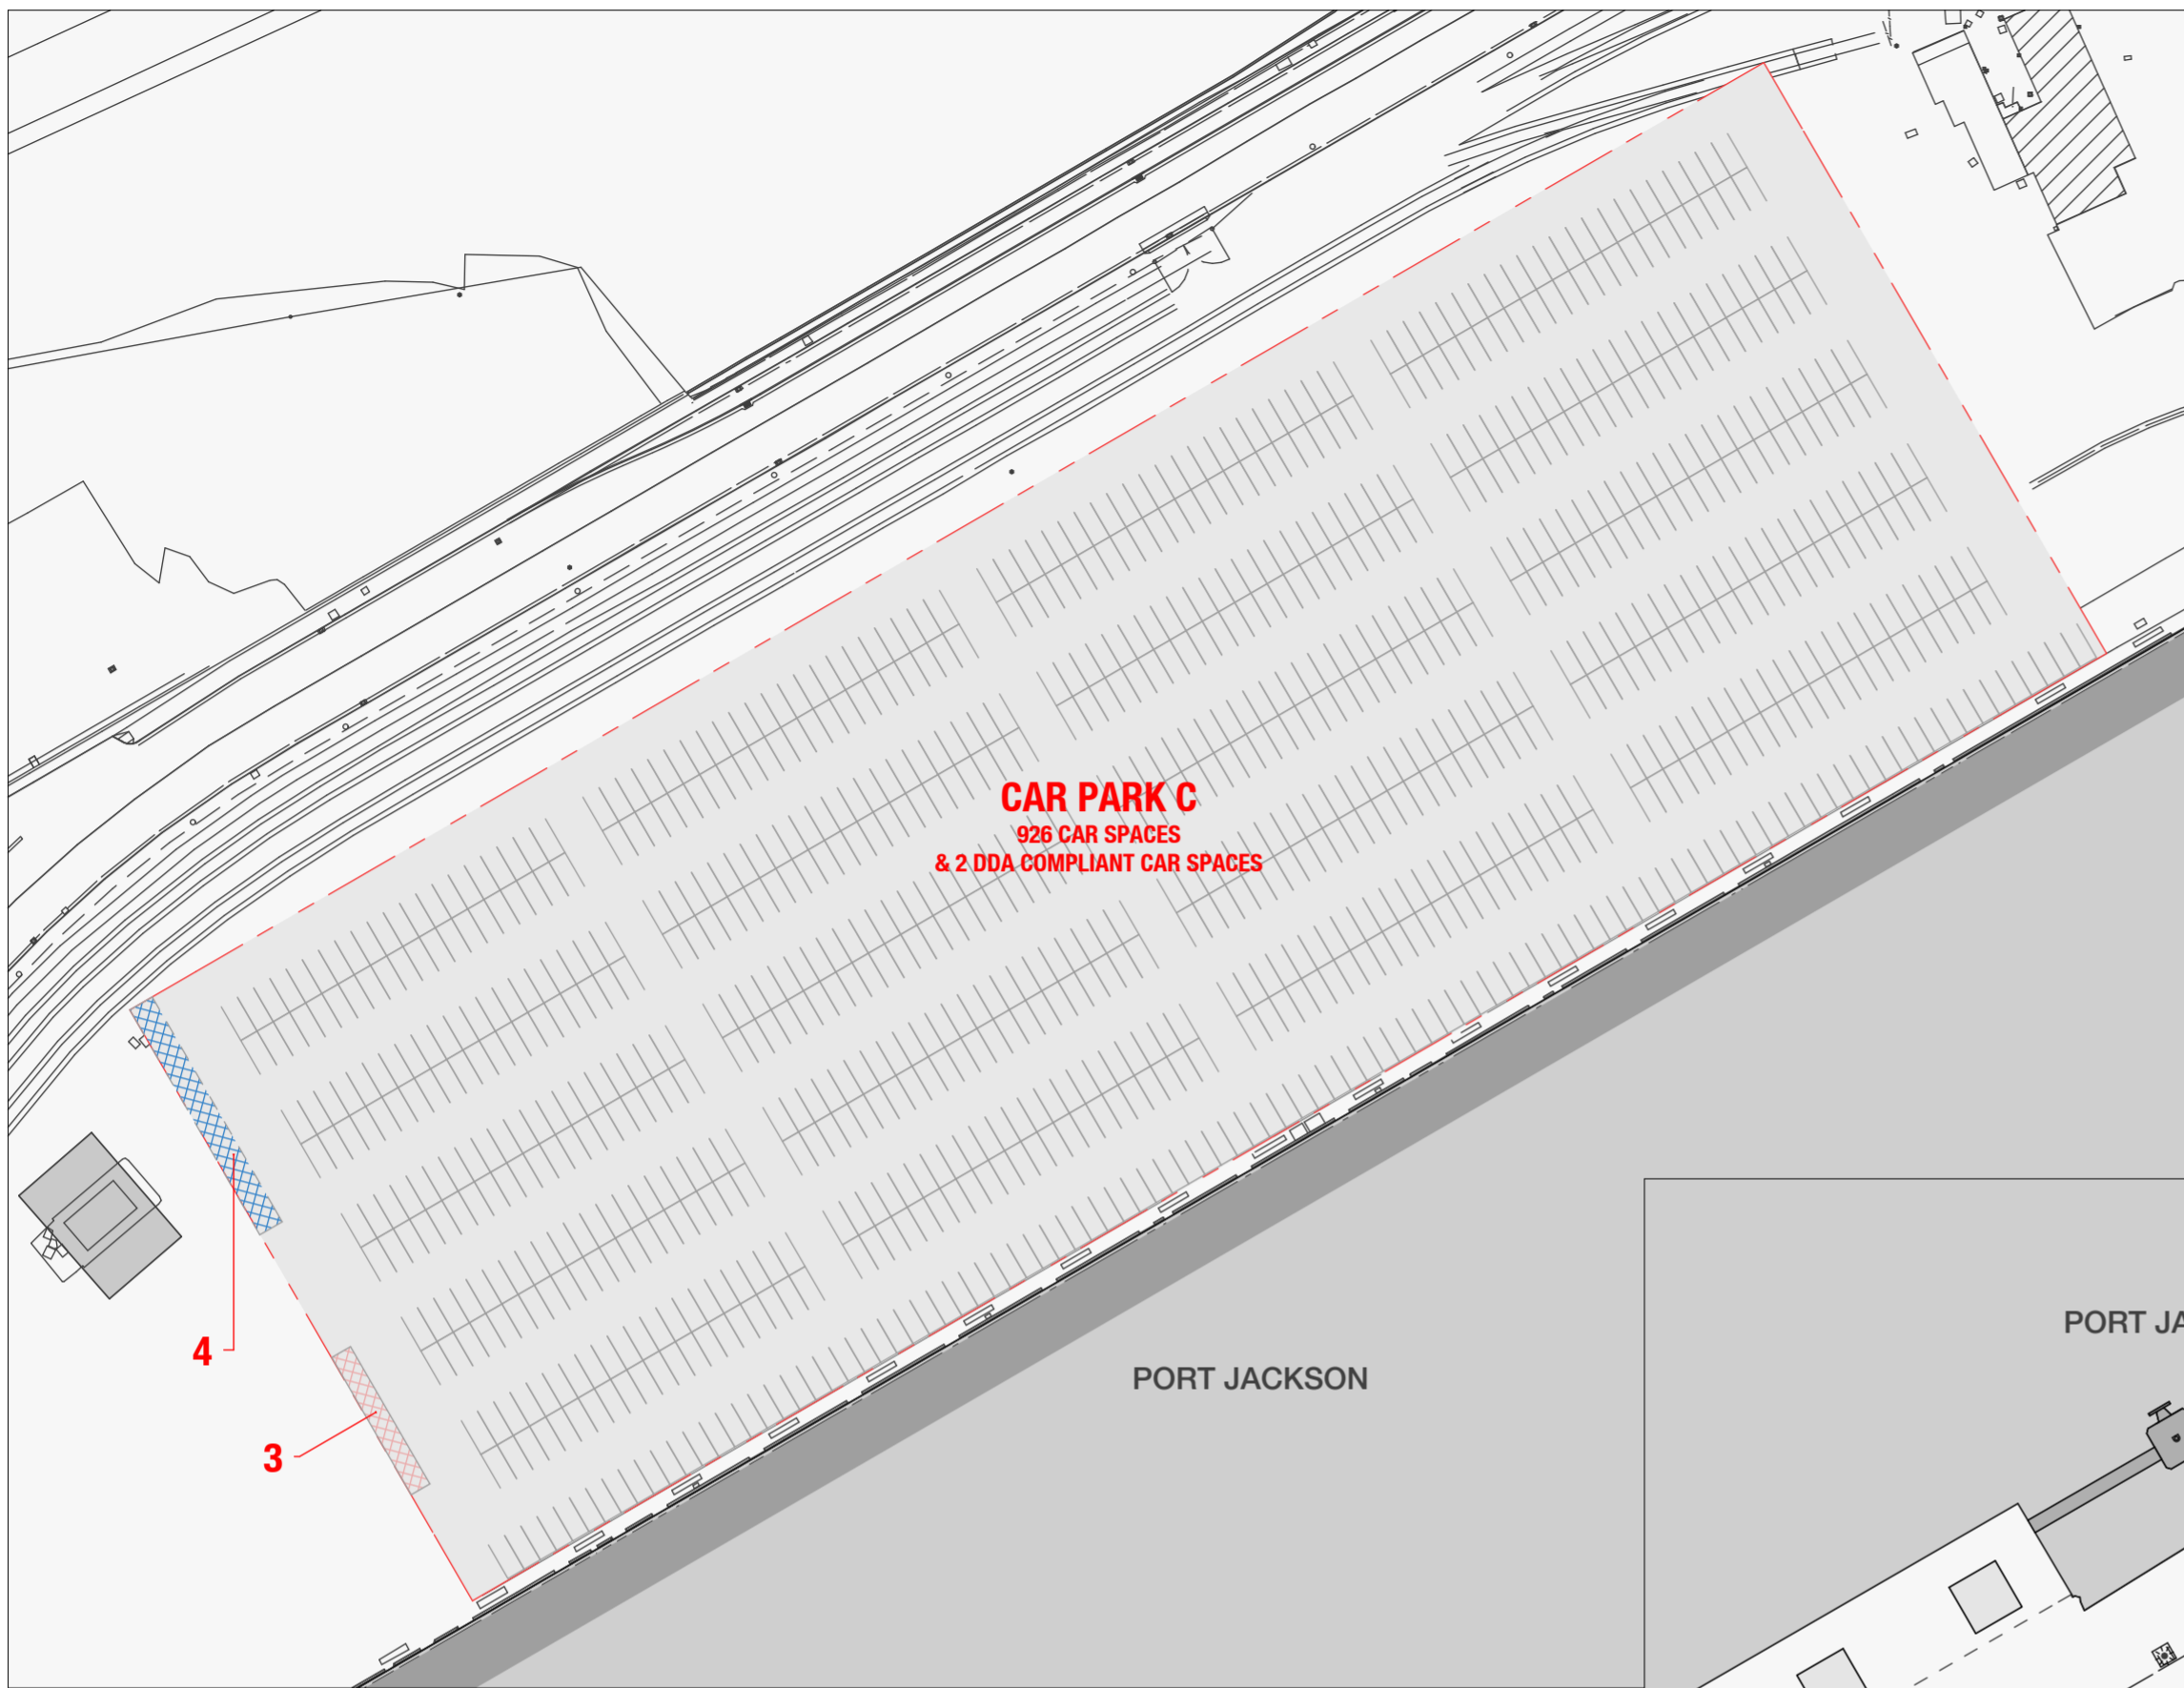 CAR PARK C
926 CAR SPACES
& 2 DDA COMPLIANT CAR SPACES
4
3
PORT JACKSON
PORT JA